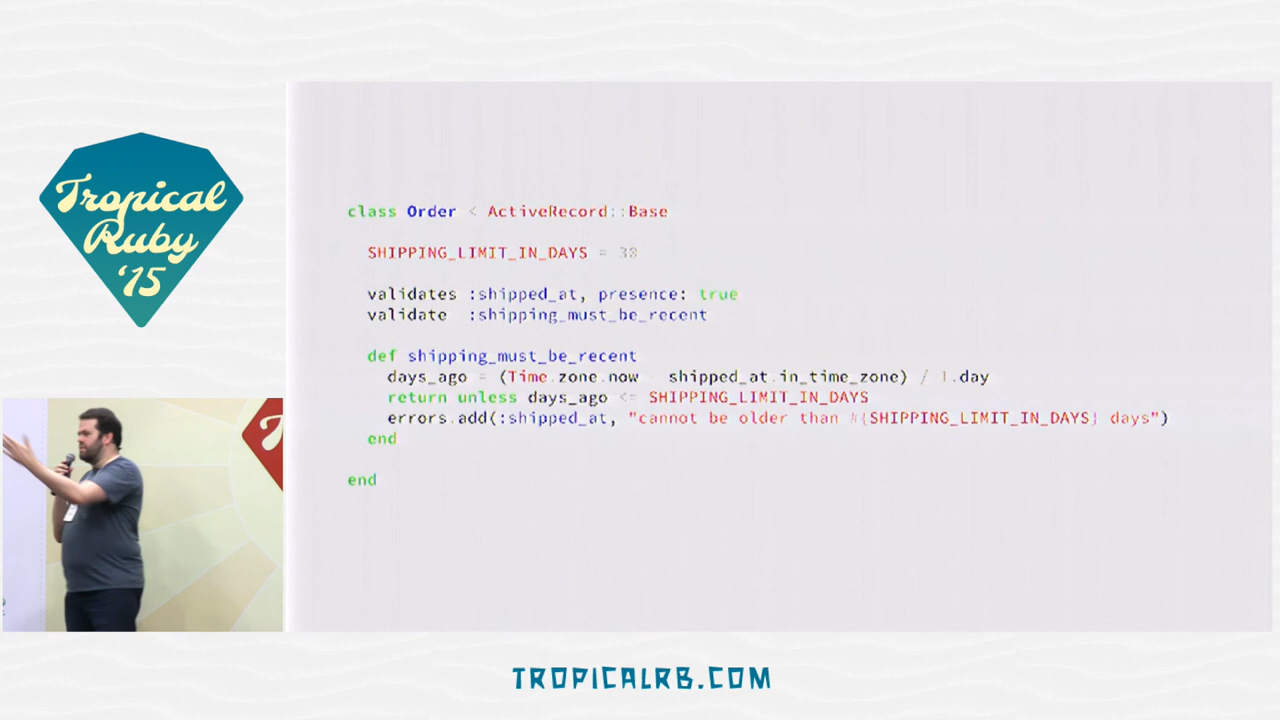 Tropical
Ruby
'15
class Order < ActiveRecord::Base
SHIPPING_LIMIT_IN_DAYS = 30
validates :shipped_at, presence: true
validate :shipping_must_be_recent
def shipping_must_be_recent
days_ago = (Time.zone.now shipped_at.in_time_zone) / 1.day
return unless days_ago <= SHIPPING_LIMIT_IN_DAYS
errors.add(:shipped_at, "cannot be older than #{SHIPPING_LIMIT_IN_DAYS} days")
end
end
TROPICALRB.COM